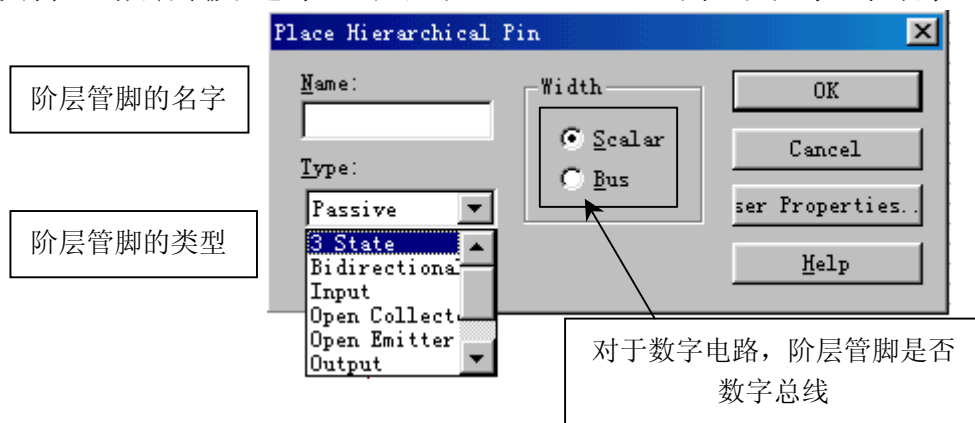 Place Hierarchical Pin
阶层管脚的名字
Name:
Width
OK
Scalar
Cancel
Type:
Bus
Passive
ser Properties..
阶层管脚的类型
3 State
Bidirectional
Help
Input
Open Collect
Open Emitter
Output
对于数字电路，阶层管脚是否
数字总线